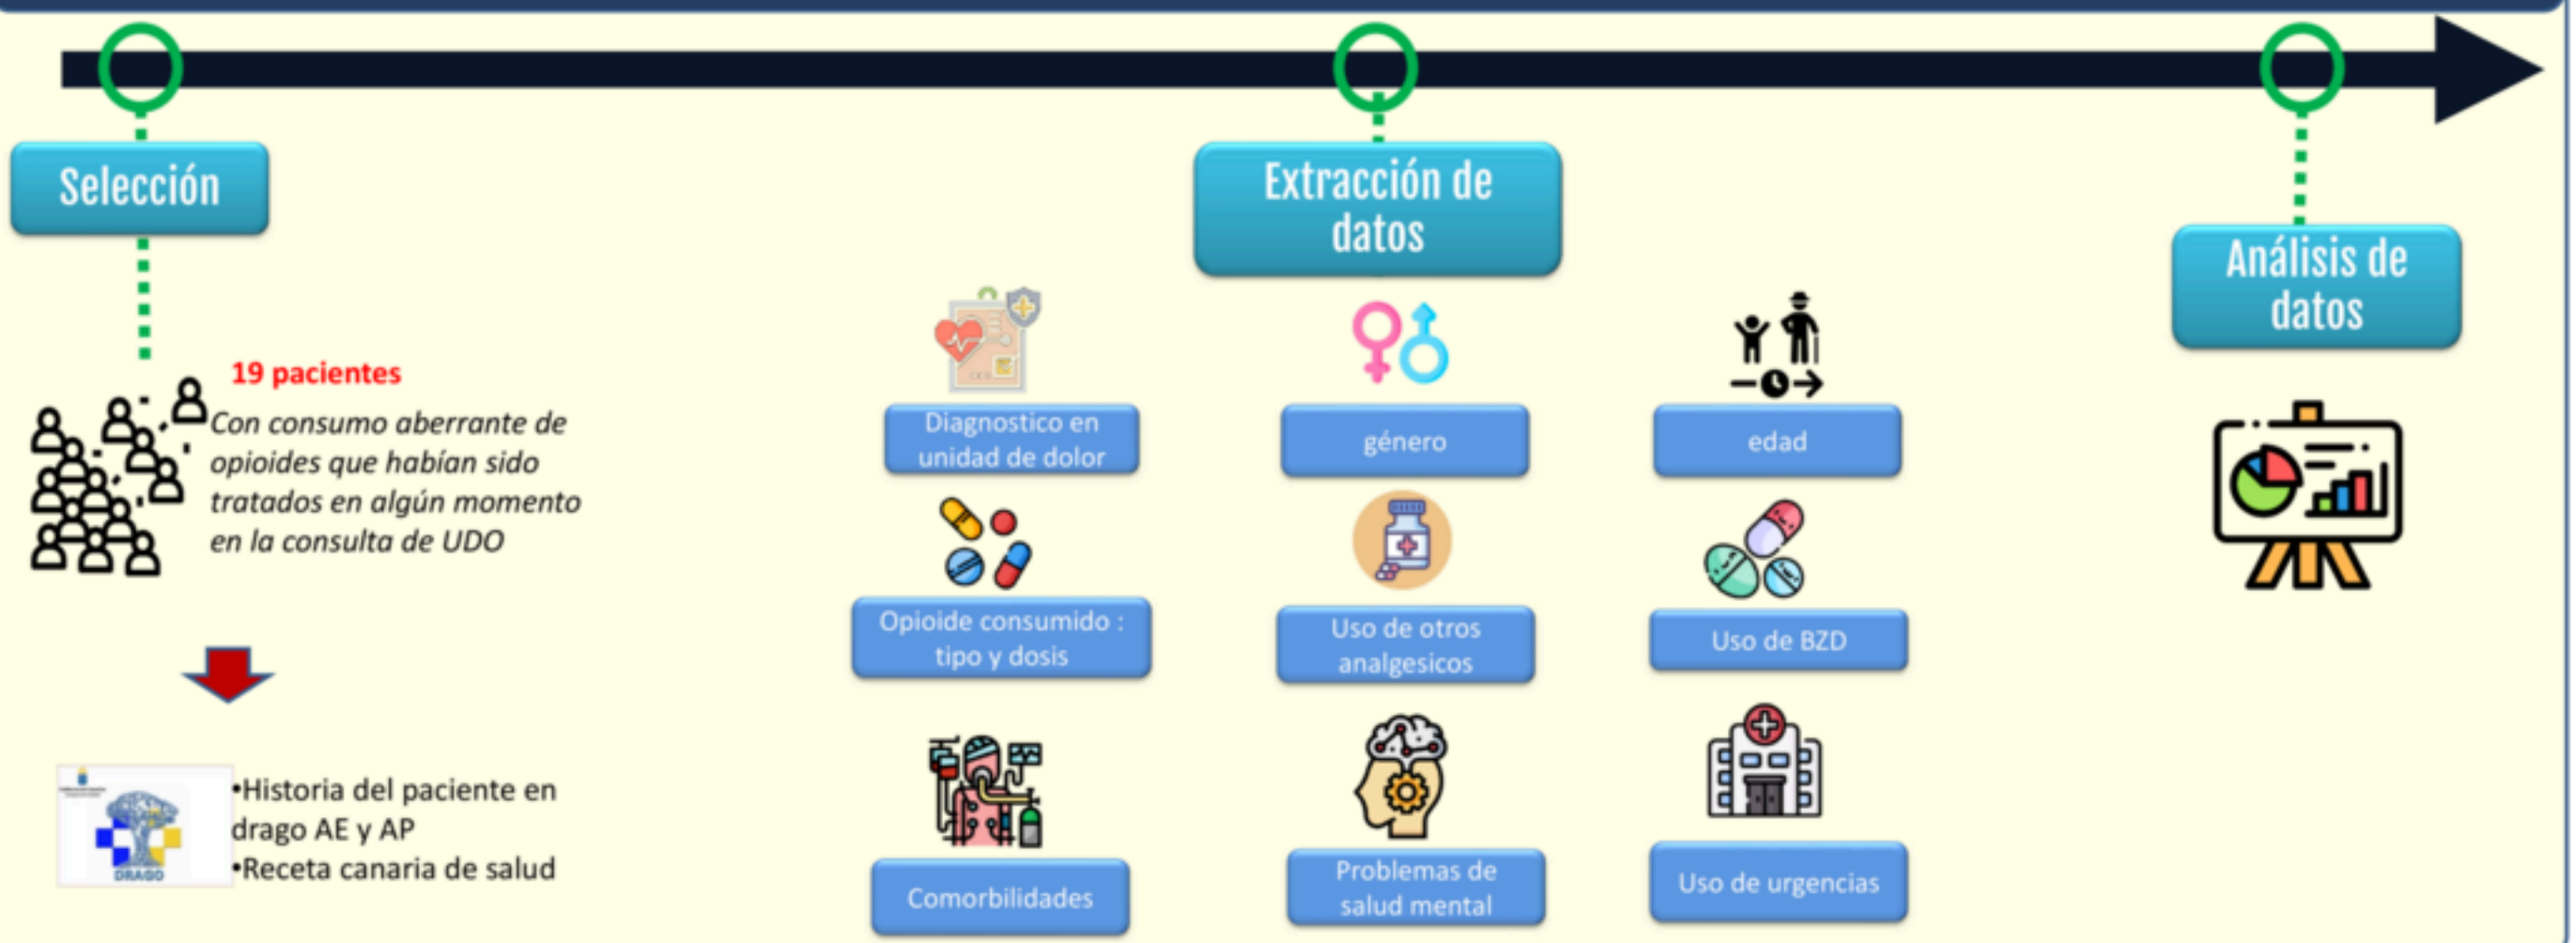 Selección
19 pacientes
Con consumo aberrante de
opioides que habían sido
tratados en algún momento
en la consulta de UDO
DRAGO
•Historia del paciente en
drago AE y AP
•Receta canaria de salud
Extracción de
datos
Diagnostico en
unidad de dolor
género
edad
Opioide consumido :
tipo y dosis
Uso de otros
analgesicos
Uso de BZD
Comorbilidades
Problemas de
salud mental
Uso de urgencias
Análisis de
datos